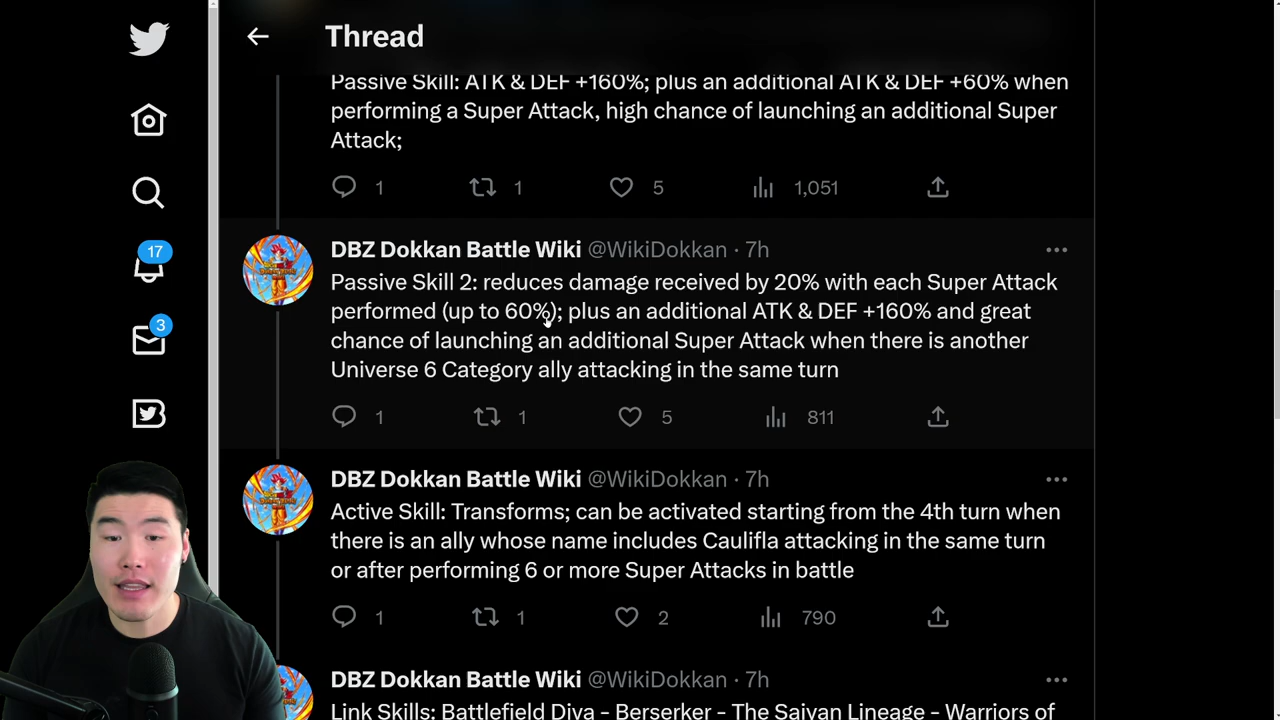 Thread
Passive Skill: ATK & DEF +160%; plus an additional ATK & DEF +60% when
performing a Super Attack, high chance of launching an additional Super
Attack;
1 1 5 1,051
DBZ Dokkan Battle Wiki @WikiDokkan · 7h
Passive Skill 2: reduces damage received by 20% with each Super Attack
performed (up to 60%); plus an additional ATK & DEF +160% and great
chance of launching an additional Super Attack when there is another
Universe 6 Category ally attacking in the same turn
1 1 5 811
DBZ Dokkan Battle Wiki @WikiDokkan · 7h
Active Skill: Transforms; can be activated starting from the 4th turn when
there is an ally whose name includes Caulifla attacking in the same turn
or after performing 6 or more Super Attacks in battle
1 1 2 790
DBZ Dokkan Battle Wiki @WikiDokkan · 7h
Link Skills: Battlefield Diva - Berserker - The Saiyan Lineage - Warriors of
17
3